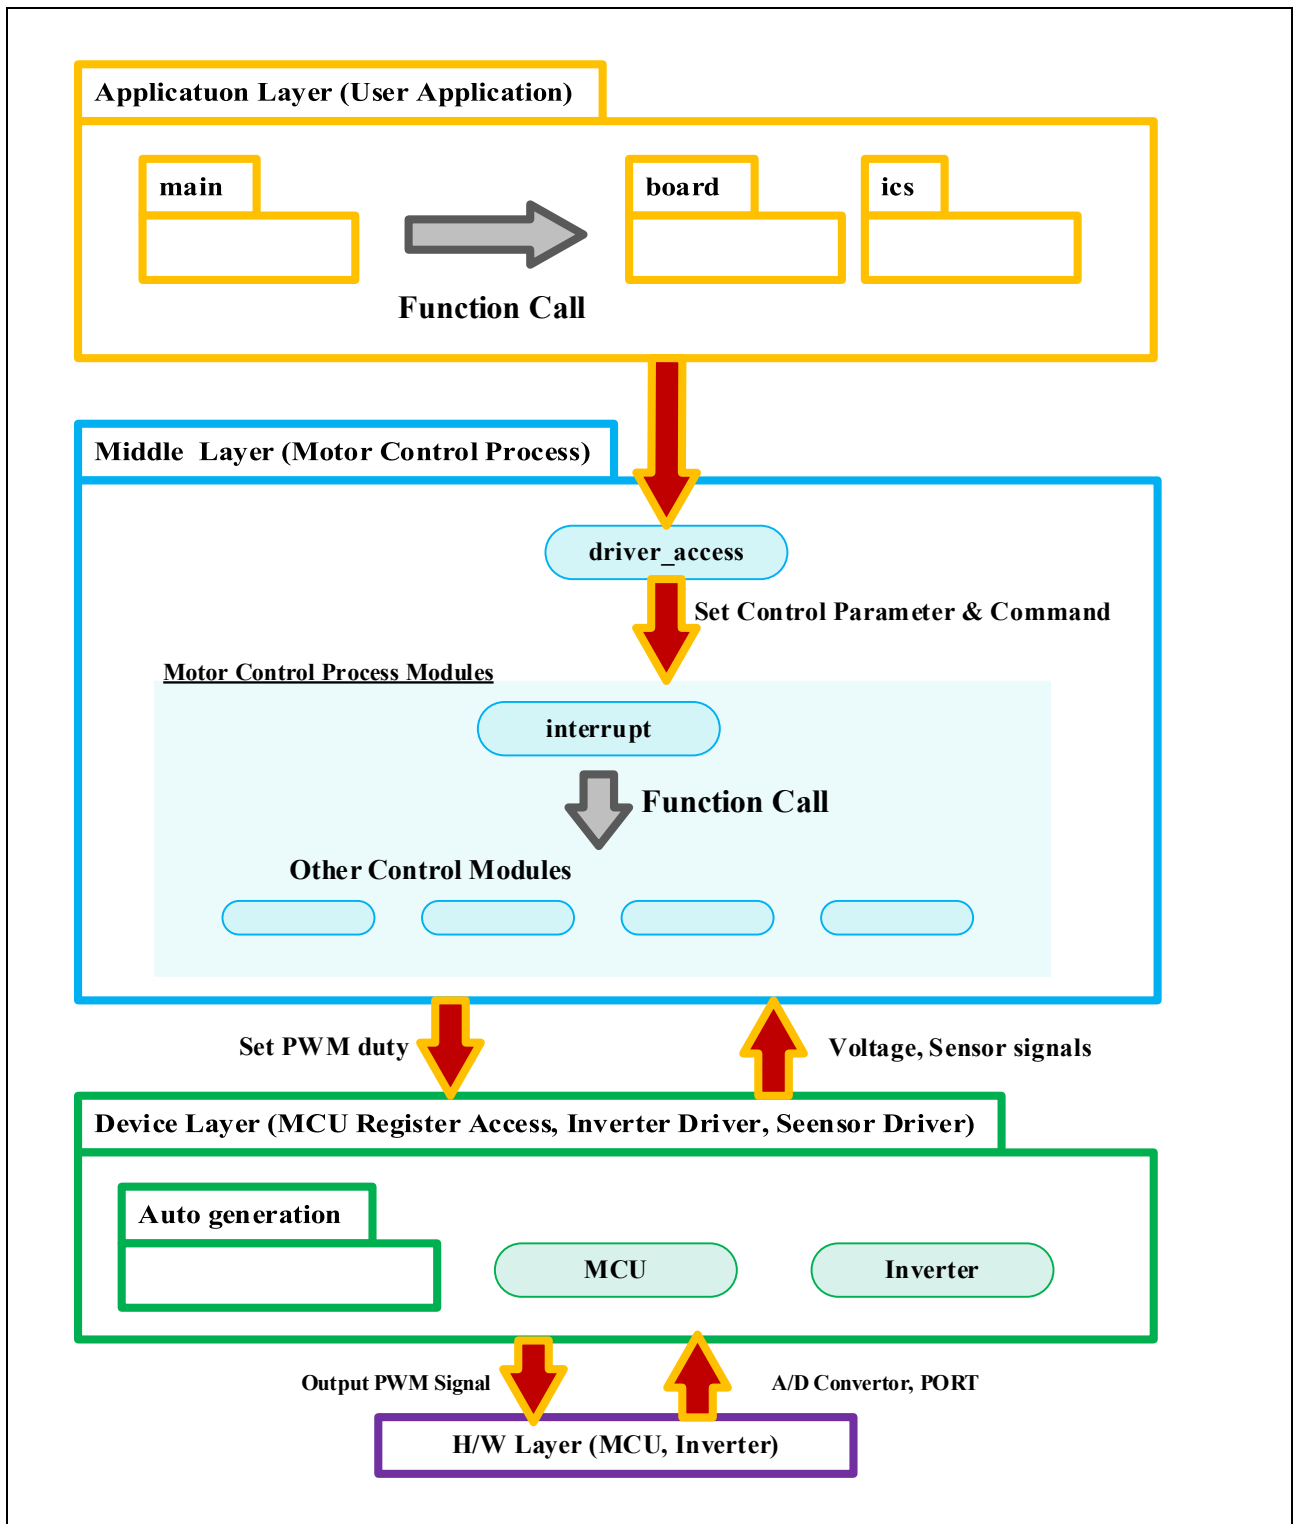 Applicatuon Layer (User Application)
main
board
ics
Function Call
Middle  Layer (Motor Control Process)
driver_access
Set Control Parameter & Command
Motor Control Process Modules
interrupt
Function Call
Other Control Modules
Set PWM duty
Voltage, Sensor signals
Device Layer (MCU Register Access, Inverter Driver, Seensor Driver)
Auto generation
MCU
Inverter
Output PWM Signal
A/D Convertor, PORT
H/W Layer (MCU, Inverter)